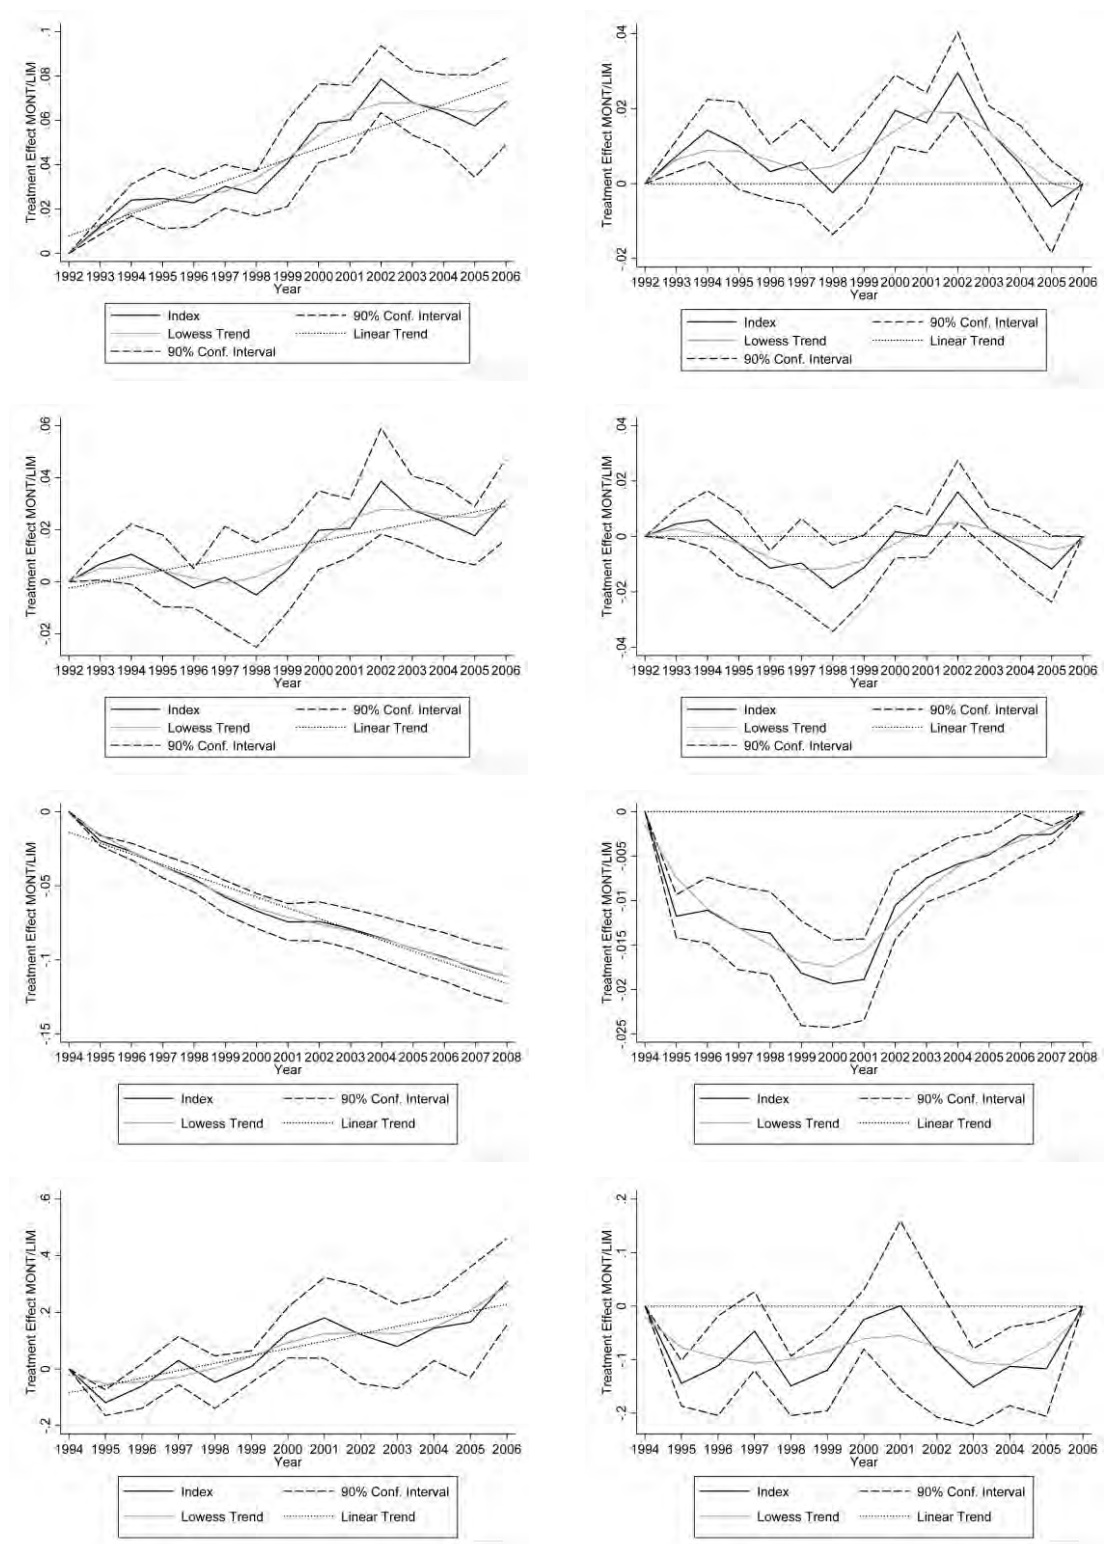 Treatment Effect MONT/LIM
.1
.08
.06
.04
.02
0
1992 1993 1994 1995 1996 1997 1998 1999 2000 2001 2002 2003 2004 2005 2006
Year
Index 90% Conf. Interval
Lowess Trend Linear Trend
90% Conf. Interval
Treatment Effect MONT/LIM
.04
.02
0
-.02
1992 1993 1994 1995 1996 1997 1998 1999 2000 2001 2002 2003 2004 2005 2006
Year
Index 90% Conf. Interval
Lowess Trend Linear Trend
90% Conf. Interval
Treatment Effect MONT/LIM
.06
.04
.02
0
-.02
1992 1993 1994 1995 1996 1997 1998 1999 2000 2001 2002 2003 2004 2005 2006
Year
Index 90% Conf. Interval
Lowess Trend Linear Trend
90% Conf. Interval
Treatment Effect MONT/LIM
.04
.02
0
-.02
-.04
1992 1993 1994 1995 1996 1997 1998 1999 2000 2001 2002 2003 2004 2005 2006
Year
Index 90% Conf. Interval
Lowess Trend Linear Trend
90% Conf. Interval
Treatment Effect MONT/LIM
0
-.05
-.1
-.15
1994 1995 1996 1997 1998 1999 2000 2001 2002 2003 2004 2005 2006 2007 2008
Year
Index 90% Conf. Interval
Lowess Trend Linear Trend
Treatment Effect MONT/LIM
0
-.005
-.01
-.015
-.02
-.025
1994 1995 1996 1997 1998 1999 2000 2001 2002 2003 2004 2005 2006 2007 2008
Year
Index 90% Conf. Interval
Lowess Trend Linear Trend
Treatment Effect MONT/LIM
.6
.4
.2
0
-.2
1994 1995 1996 1997 1998 1999 2000 2001 2002 2003 2004 2005 2006
Year
Index 90% Conf. Interval
Lowess Trend Linear Trend
Treatment Effect MONT/LIM
.2
.1
0
-.1
-.2
1994 1995 1996 1997 1998 1999 2000 2001 2002 2003 2004 2005 2006
Year
Index 90% Conf. Interval
Lowess Trend Linear Trend